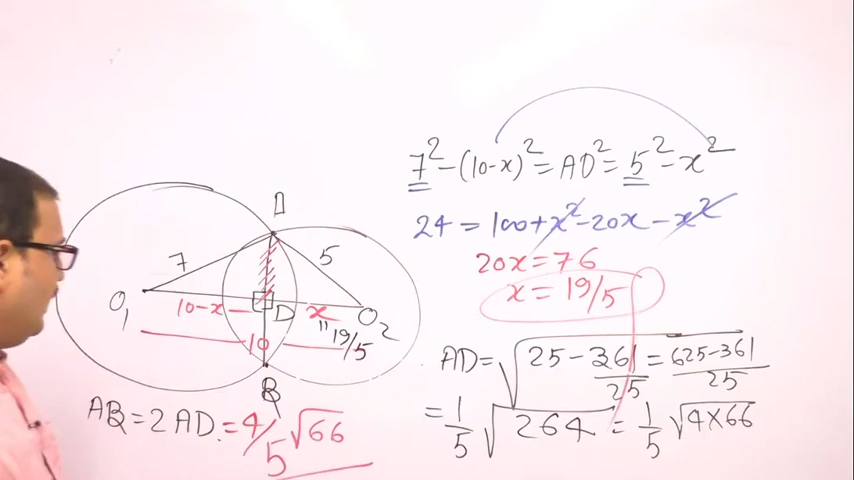 7² - (10-x)² = AD² = 5² - x²
24 = 100 + x² - 20x - x²
20x = 76
x = 19/5
A
7
5
O₁
10-x
D
x
O₂
" 19/5
10
B
AB = 2 AD. = 4/5 √66
AD = √25 - 361/25 = 625-361/25
= 1/5 √264 = 1/5 √4×66